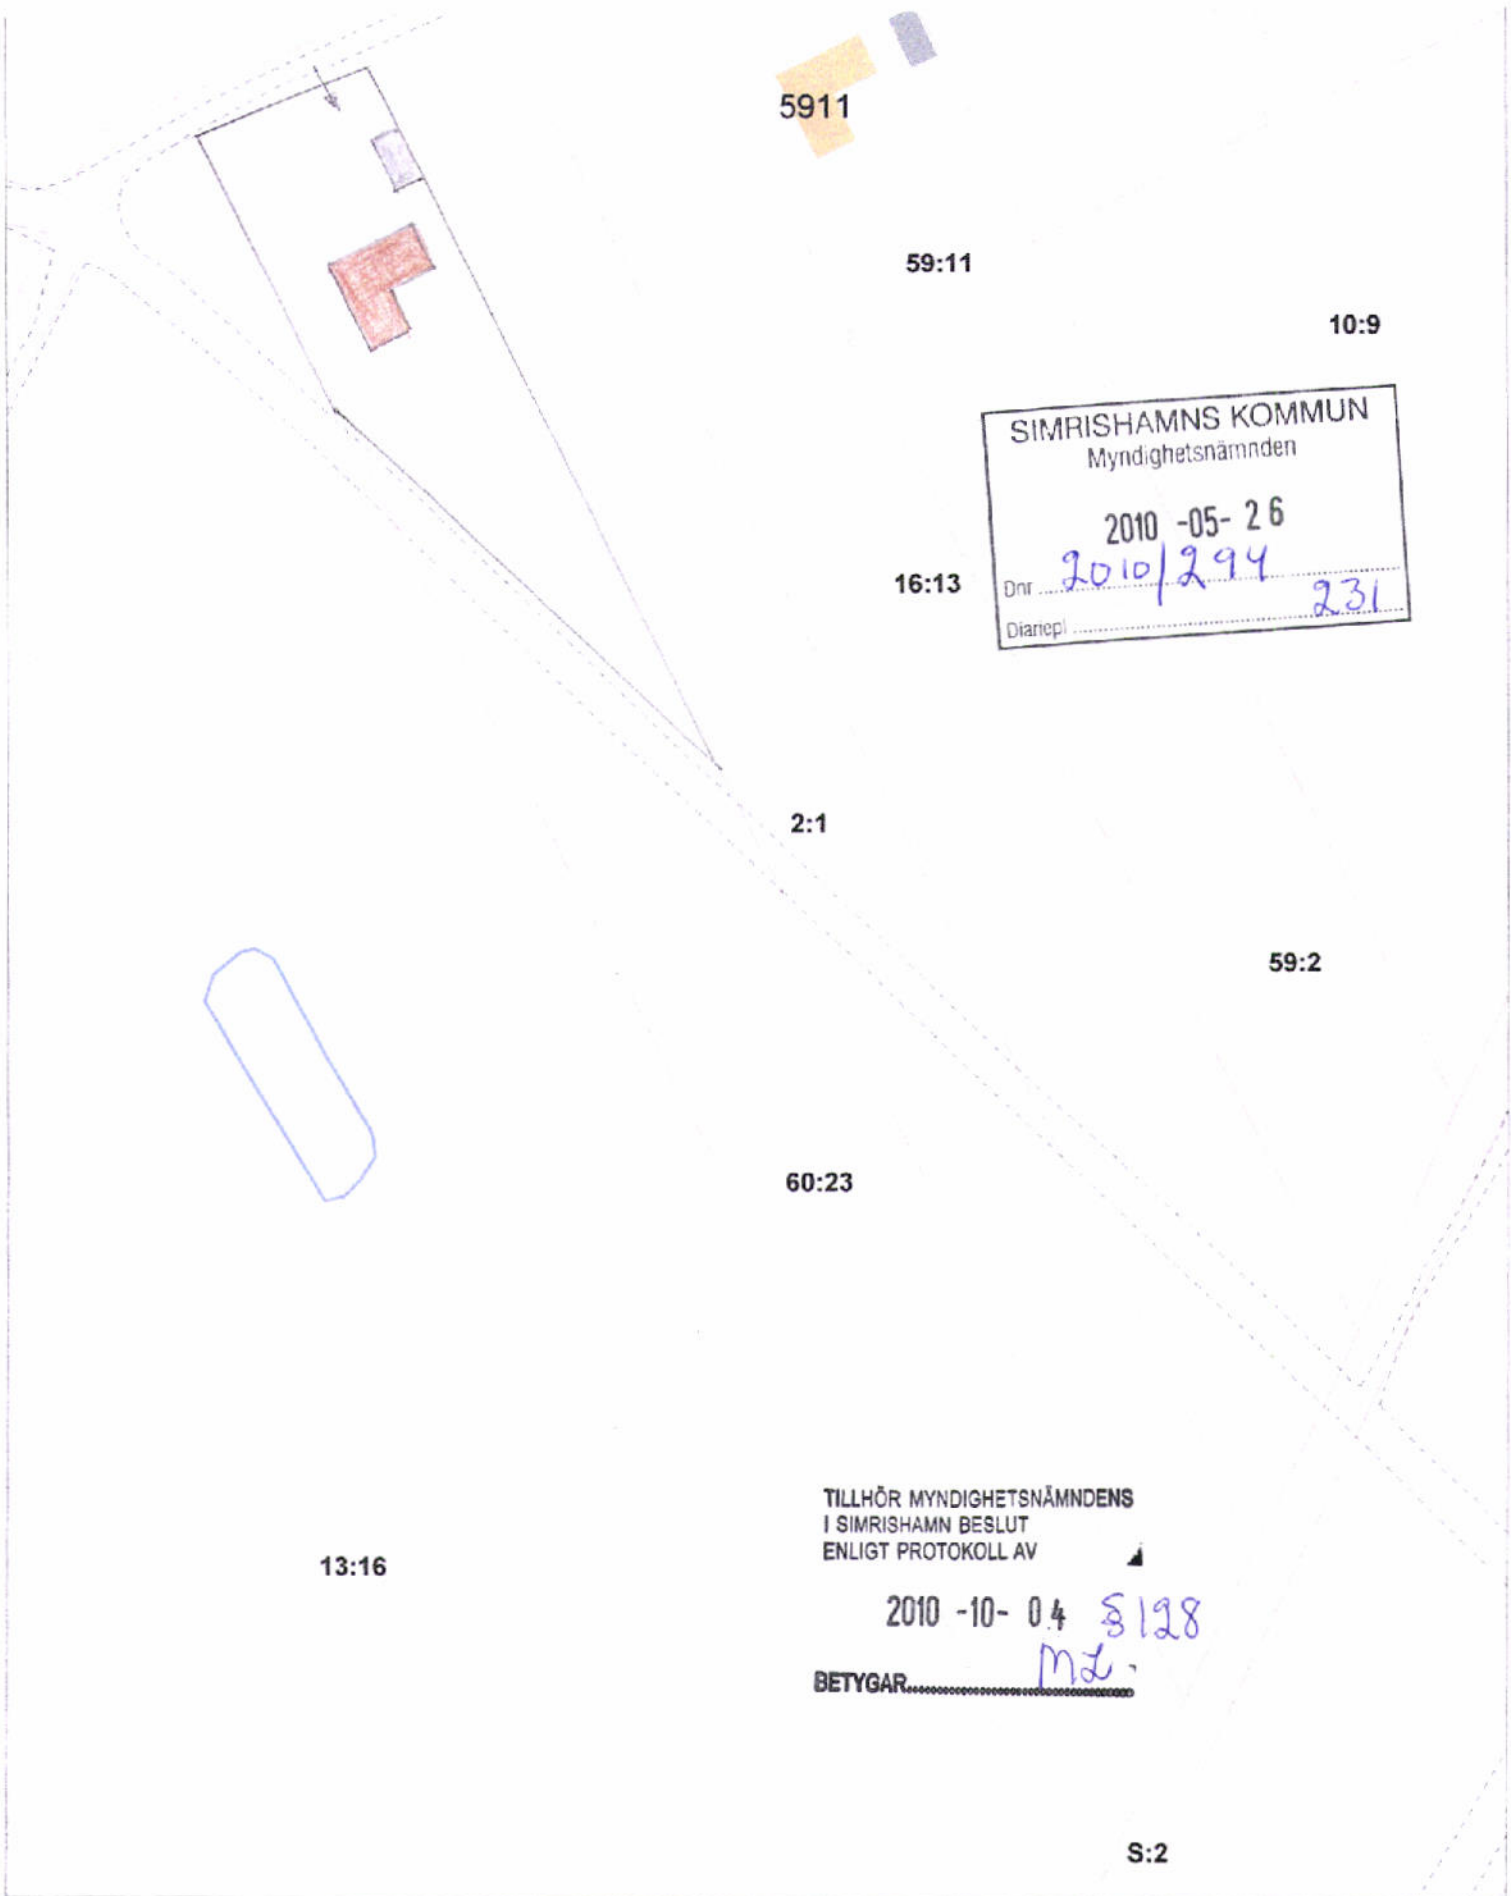 5911
59:11
10:9
SIMRISHAMNS KOMMUN
Myndighetsnämnden
2010 -05- 26
Dnr 2010/294
Diariepl 231
16:13
2:1
59:2
60:23
13:16
TILLHÖR MYNDIGHETSNÄMNDENS
I SIMRISHAMN BESLUT
ENLIGT PROTOKOLL AV
2010 -10- 04 § 128
BETYGAR ML.
S:2